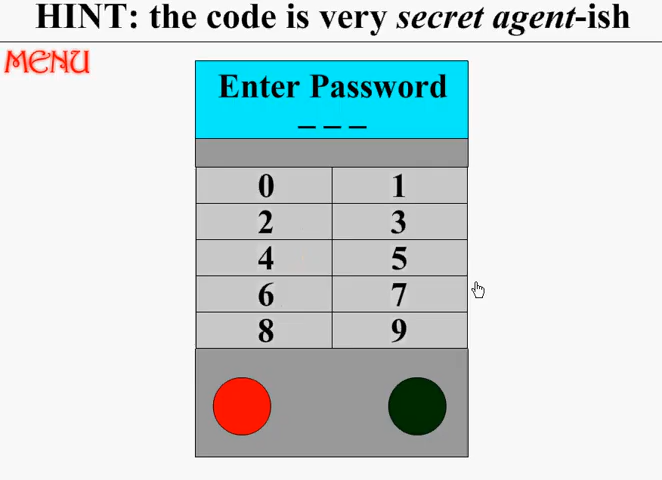 HINT: the code is very secret agent-ish
MENU
Enter Password
_ _ _
0 1
2 3
4 5
6 7
8 9